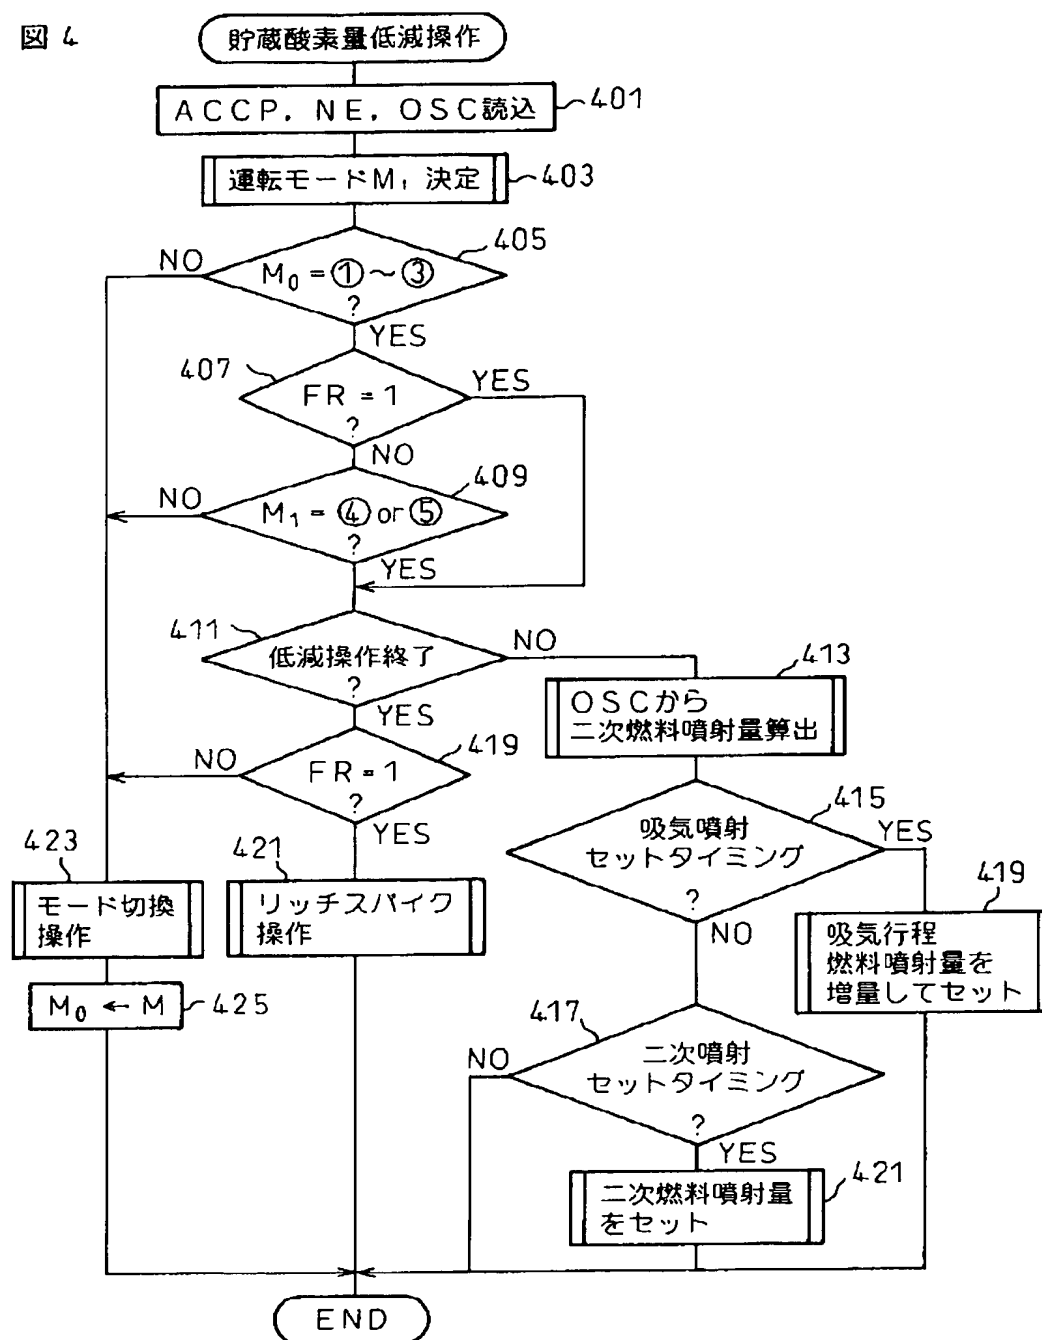 図 4
貯蔵酸素量低減操作
ACCP, NE, OSC読込
401
運転モードM₁ 決定
403
405
NO
M₀ = ① ~ ③
?
YES
407
FR = 1
?
YES
NO
409
NO
M₁ = ④ or ⑤
?
YES
411
低減操作終了
?
NO
YES
413
OSCから
二次燃料噴射量算出
419
NO
FR = 1
?
YES
415
吸気噴射
セットタイミング
?
YES
NO
423
モード切換
操作
421
リッチスパイク
操作
419
吸気行程
燃料噴射量を
増量してセット
M₀ ← M
425
417
NO
二次噴射
セットタイミング
?
YES
421
二次燃料噴射量
をセット
END